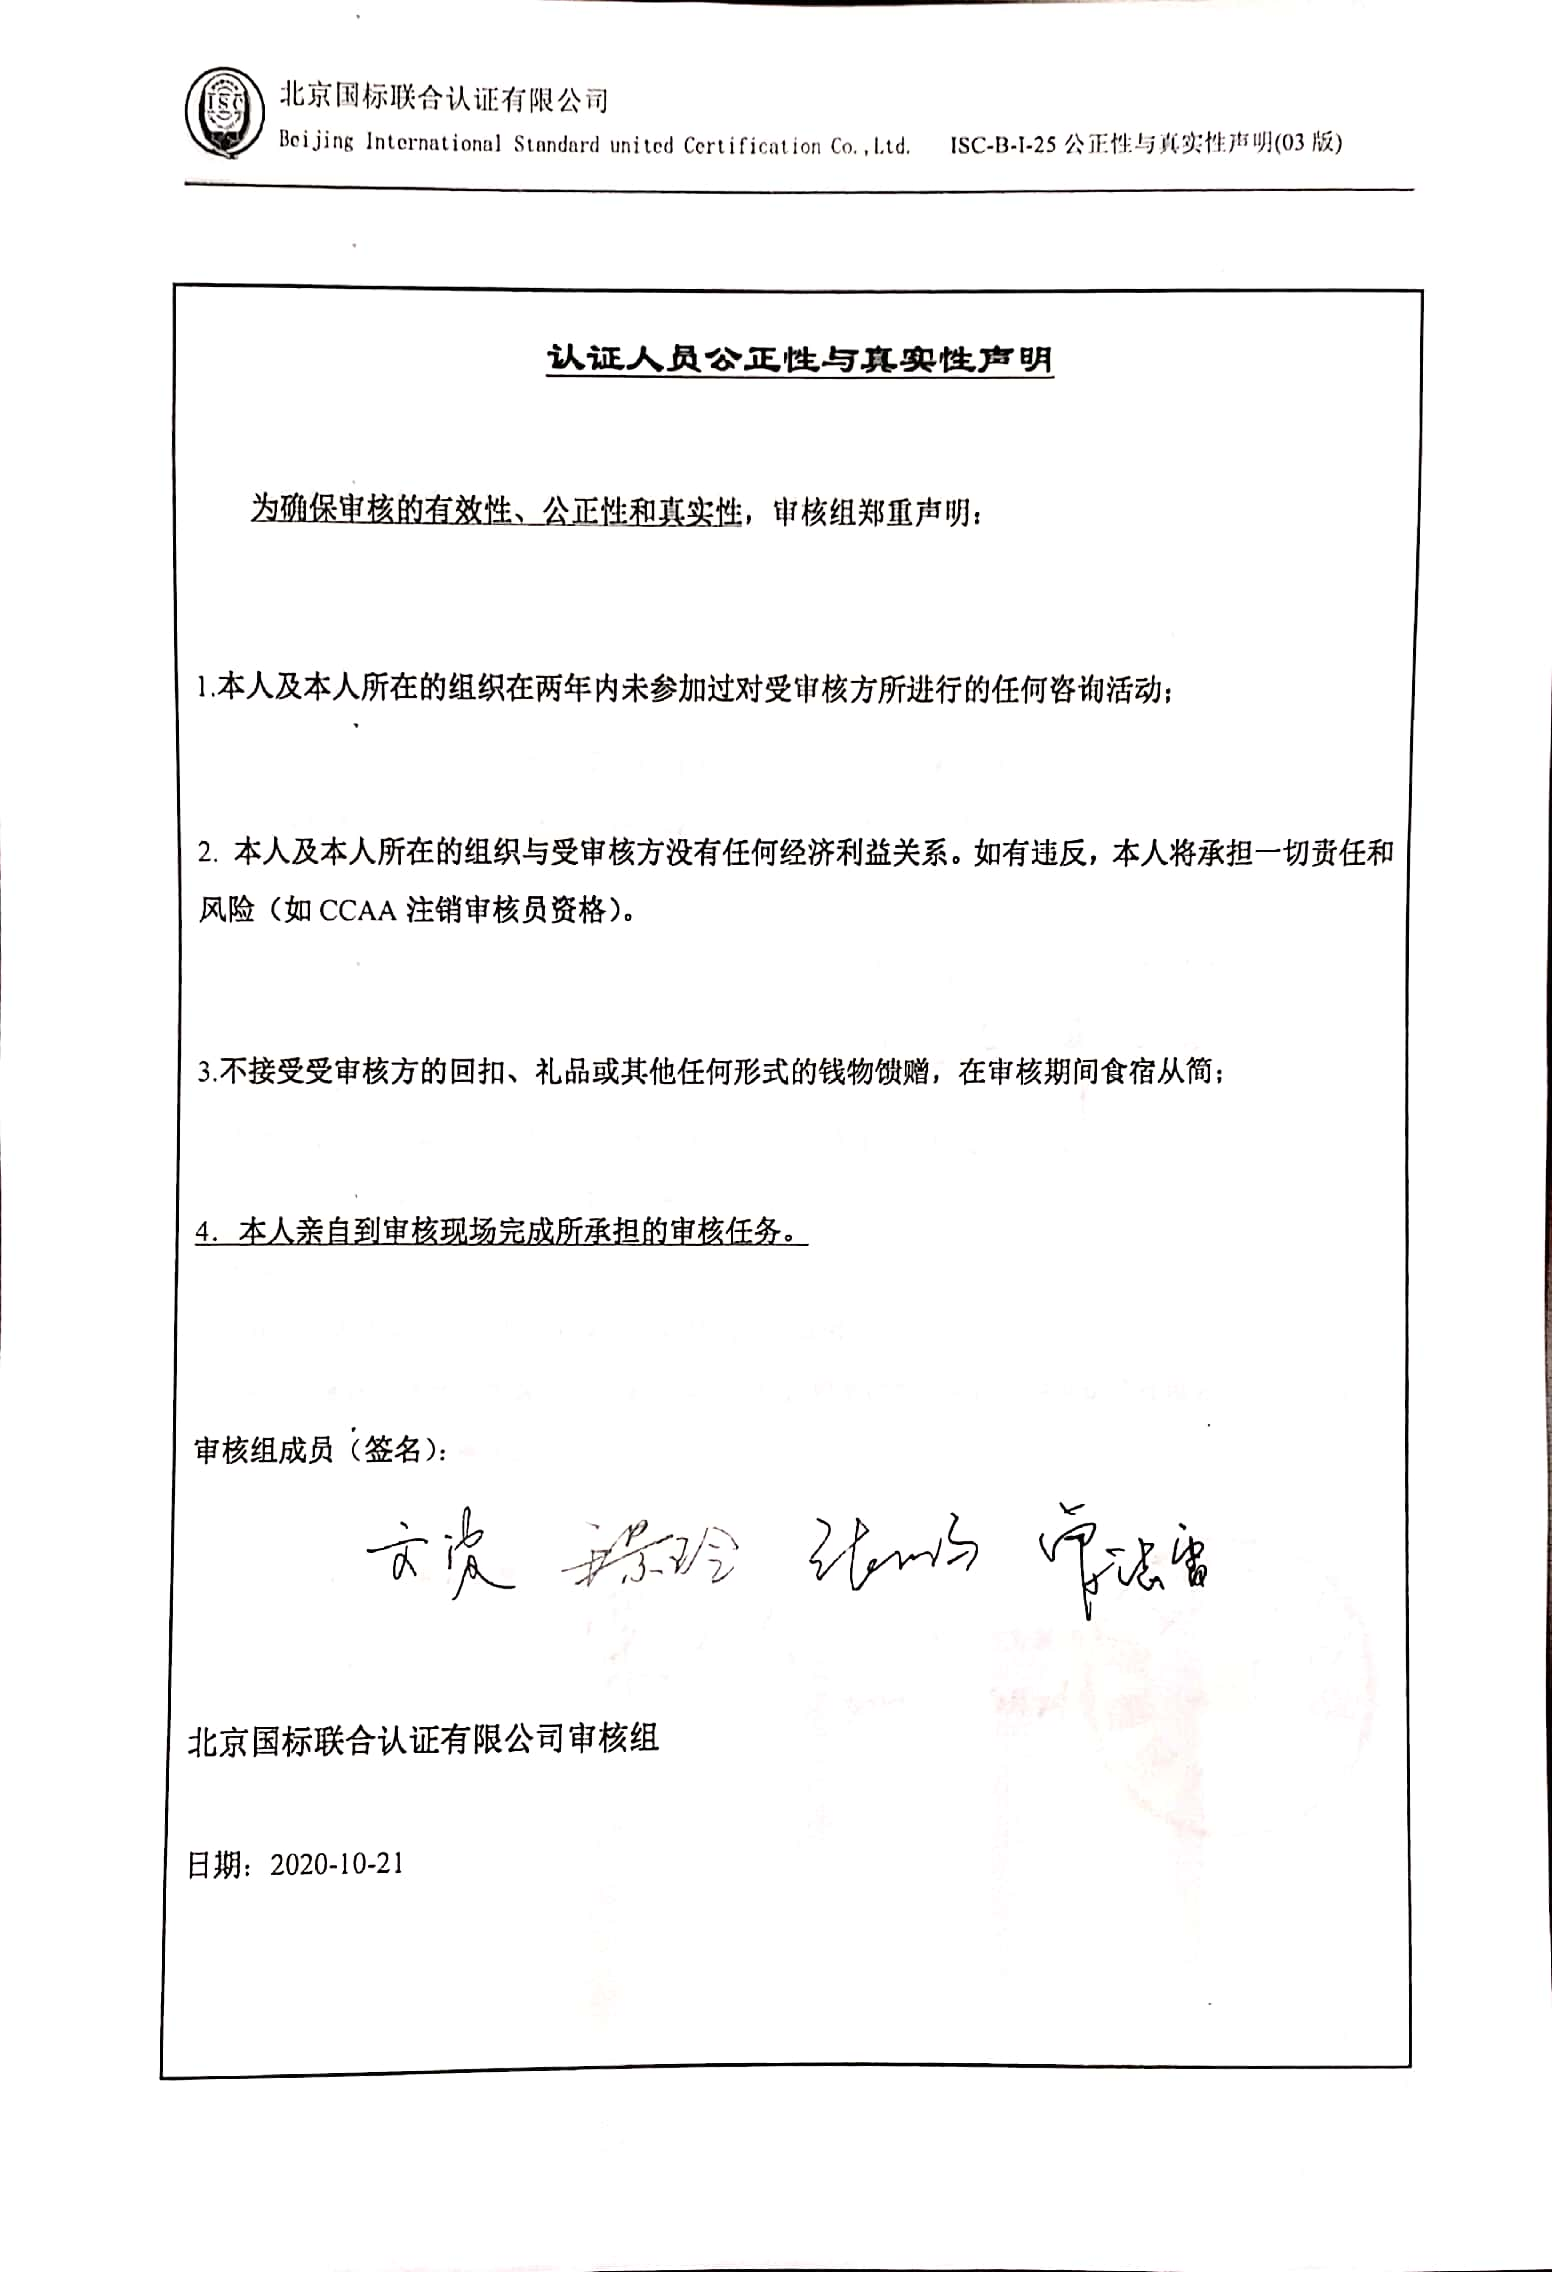 ISC
北京国标联合认证有限公司
Beijing International Standard united Certification Co.,Ltd. ISC-B-I-25 公正性与真实性声明(03 版)
认证人员公正性与真实性声明
为确保审核的有效性、公正性和真实性，审核组郑重声明：
1.本人及本人所在的组织在两年内未参加过对受审核方所进行的任何咨询活动；
2. 本人及本人所在的组织与受审核方没有任何经济利益关系。如有违反，本人将承担一切责任和
风险（如 CCAA 注销审核员资格）。
3.不接受受审核方的回扣、礼品或其他任何形式的钱物馈赠，在审核期间食宿从简；
4. 本人亲自到审核现场完成所承担的审核任务。
审核组成员（签名）：
文波
北京国标联合认证有限公司审核组
日期：2020-10-21